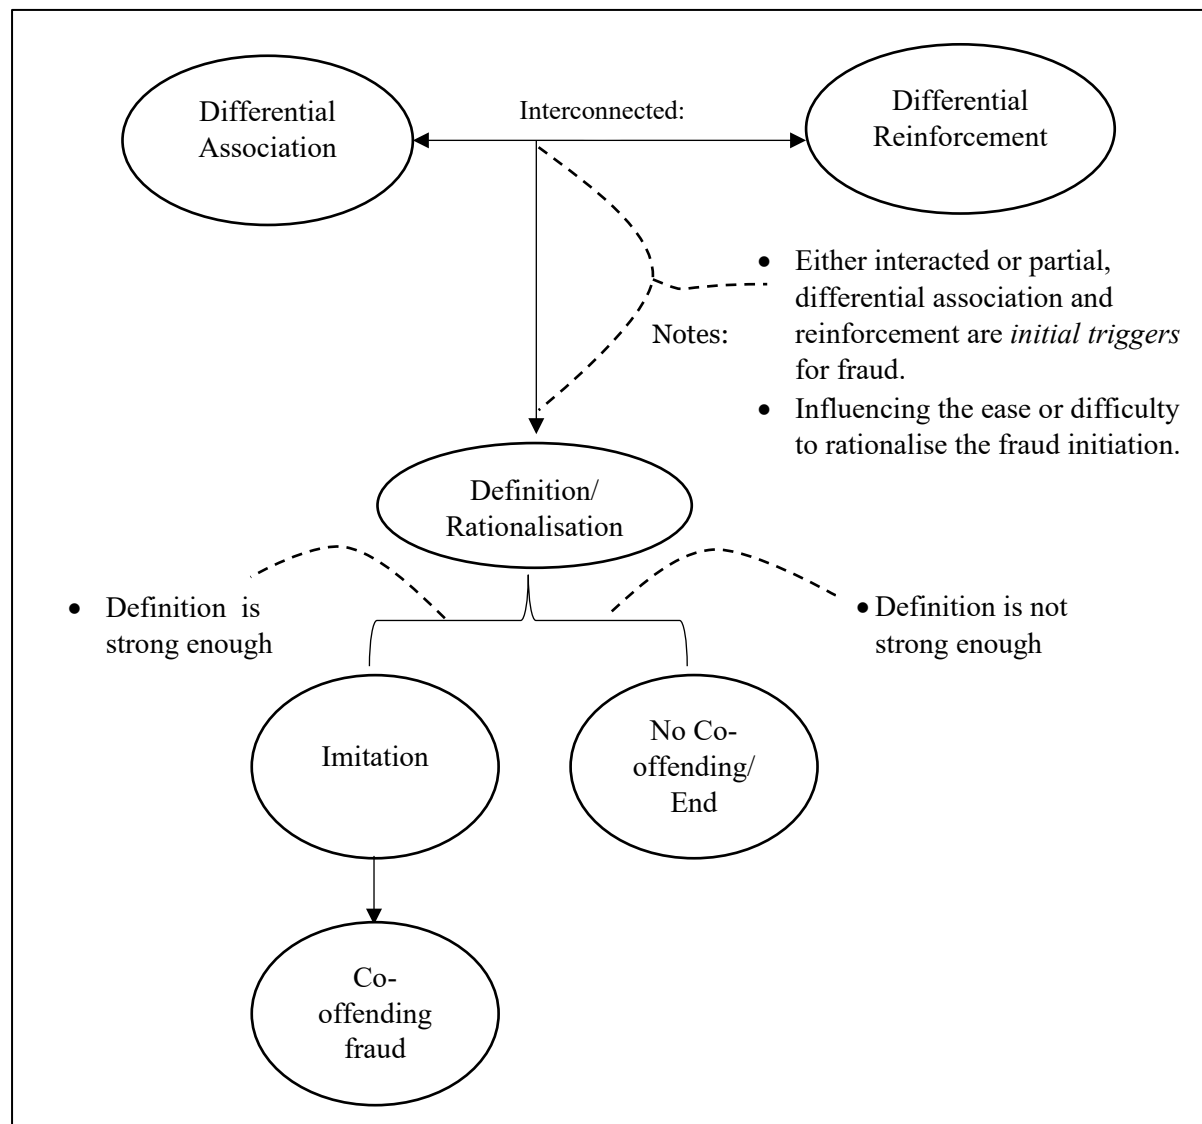 Differential
Association
Interconnected:
Differential
Reinforcement
Notes:
• Either interacted or partial,
differential association and
reinforcement are initial triggers
for fraud.
• Influencing the ease or difficulty
to rationalise the fraud initiation.
Definition/
Rationalisation
• Definition is
strong enough
• Definition is not
strong enough
Imitation
No Co-
offending/
End
Co-
offending
fraud